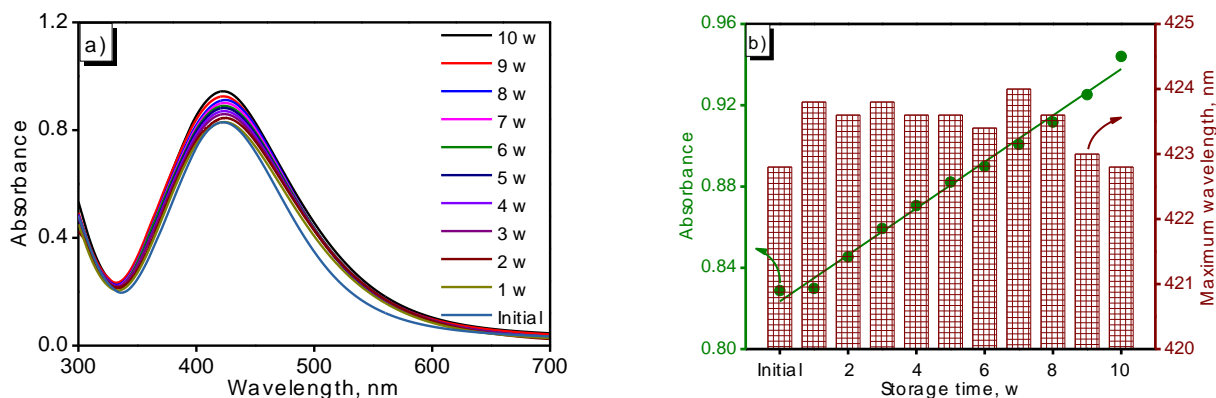 a)
1.2
0.8
0.4
0.0
Absorbance
10 w
9 w
8 w
7 w
6 w
5 w
4 w
3 w
2 w
1 w
Initial
300 400 500 600 700
Wavelength, nm
b)
0.96
0.92
0.88
0.84
0.80
Absorbance
425
424
423
422
421
420
Maximum wavelength, nm
Initial 2 4 6 8 10
Storage time, w